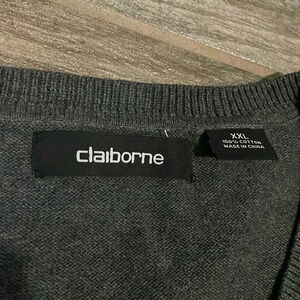 claiborne
XXL
100% COTTON
MADE IN CHINA